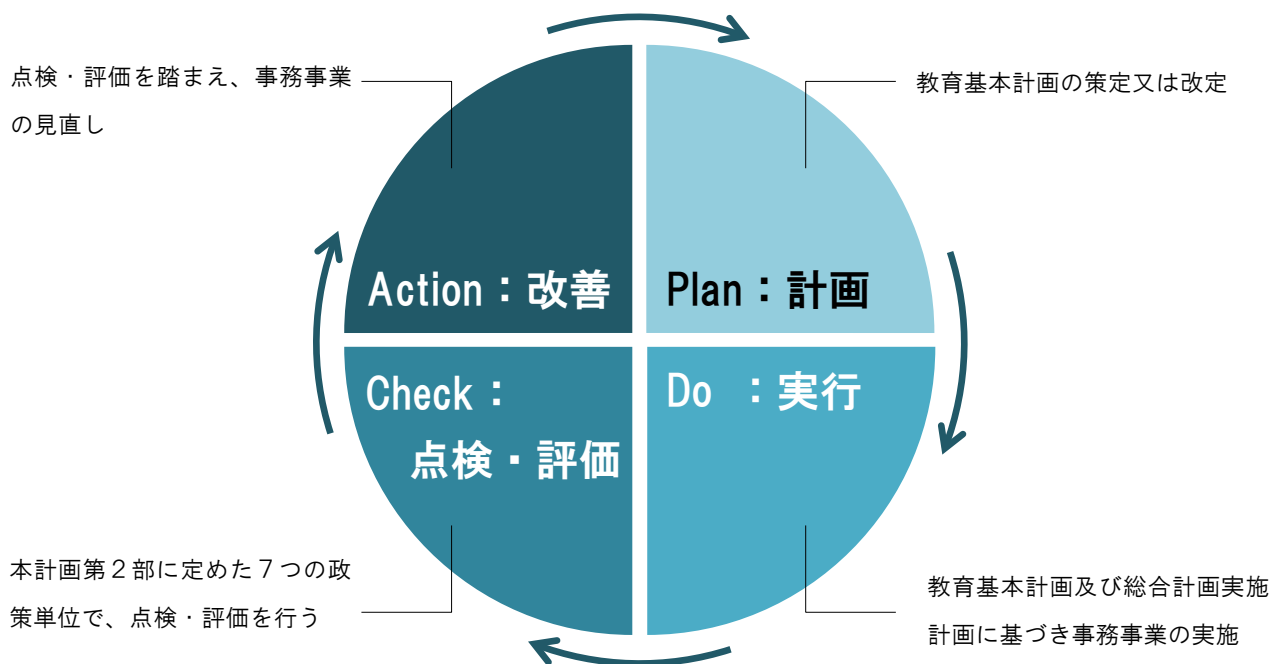 点検・評価を踏まえ、事務事業
の見直し
教育基本計画の策定又は改定
Action：改善
Plan：計画
Check：
点検・評価
Do ：実行
本計画第２部に定めた７つの政
策単位で、点検・評価を行う
教育基本計画及び総合計画実施
計画に基づき事務事業の実施